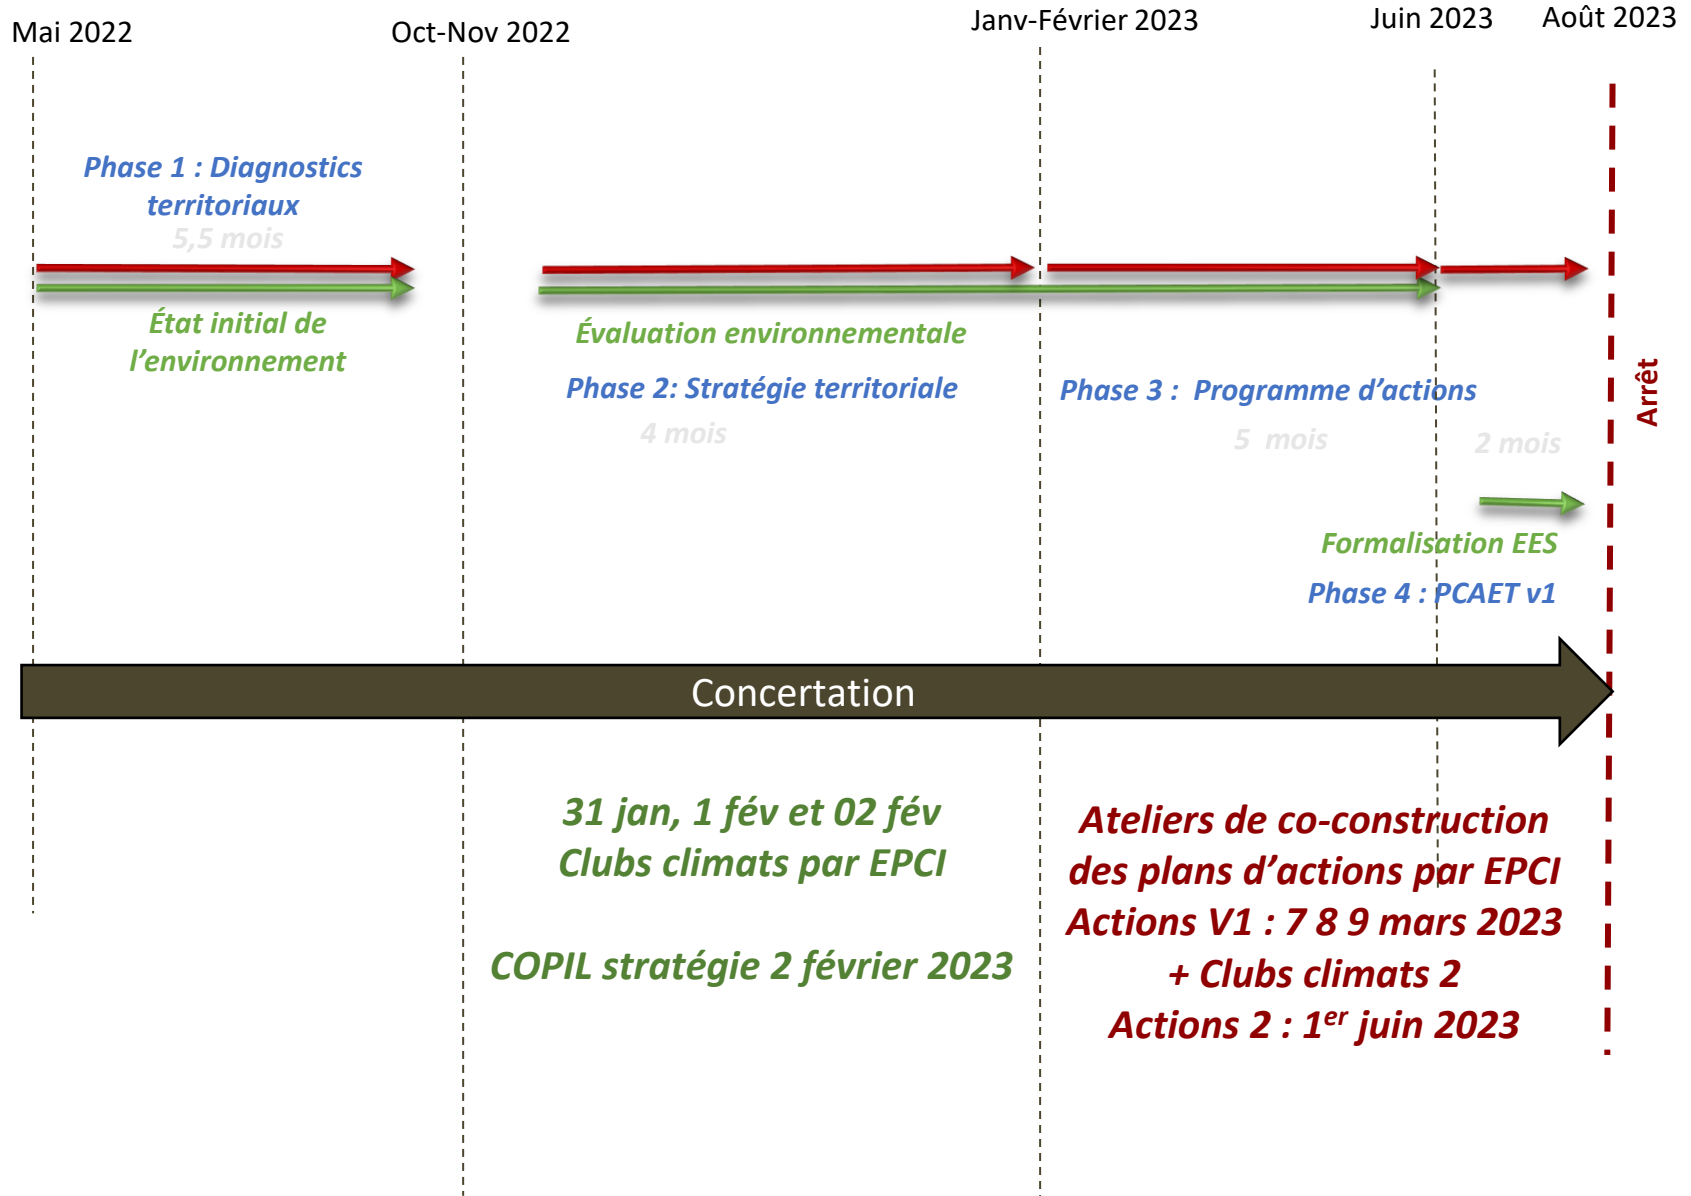 Mai 2022
Oct-Nov 2022
Janv-Février 2023
Juin 2023
Août 2023
Phase 1 : Diagnostics
territoriaux
5,5 mois
État initial de
l’environnement
Évaluation environnementale
Phase 2: Stratégie territoriale
4 mois
Phase 3 : Programme d’actions
5 mois
2 mois
Arrêt
Formalisation EES
Phase 4 : PCAET v1
Concertation
31 jan, 1 fév et 02 fév
Clubs climats par EPCI
COPIL stratégie 2 février 2023
Ateliers de co-construction
des plans d’actions par EPCI
Actions V1 : 7 8 9 mars 2023
+ Clubs climats 2
Actions 2 : 1er juin 2023